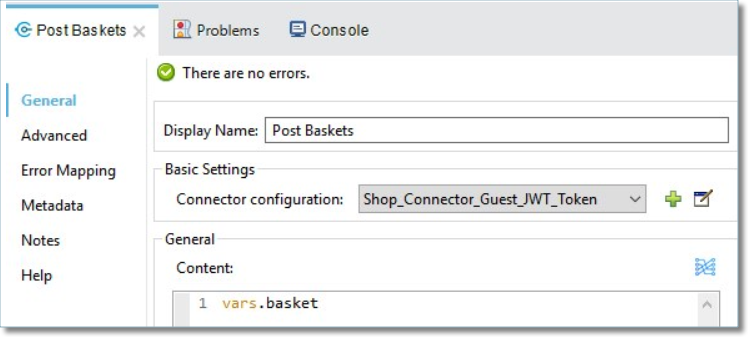 Post Baskets Problems Console
There are no errors.
General
Advanced
Error Mapping
Metadata
Notes
Help
Display Name: Post Baskets
Basic Settings
Connector configuration: Shop_Connector_Guest_JWT_Token
General
Content:
1 vars.basket